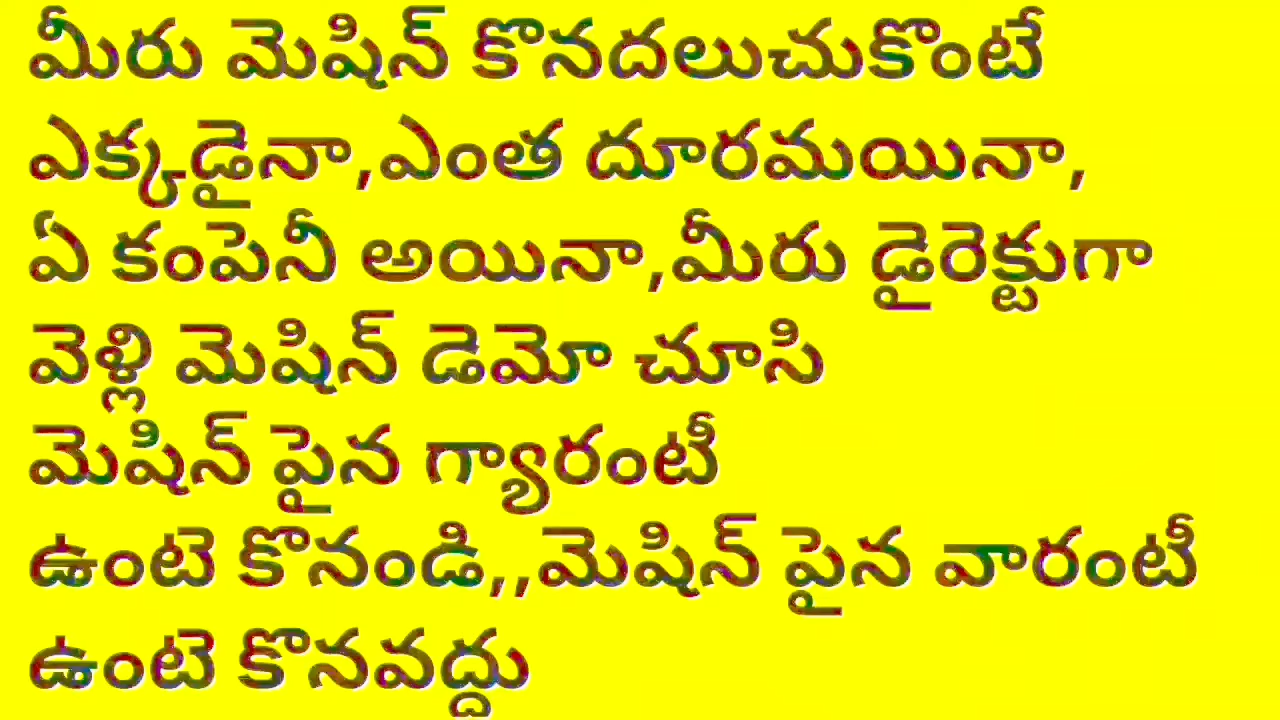 మీరు మెషిన్ కొనదలుచుకొంటే
ఎక్కడైనా,ఎంత దూరమయినా,
ఏ కంపెనీ అయినా,మీరు డైరెక్టుగా
వెళ్లి మెషిన్ డెమో చూసి
మెషిన్ పైన గ్యారంటీ
ఉంటె కొనండి,,మెషిన్ పైన వారంటీ
ఉంటె కొనవద్దు